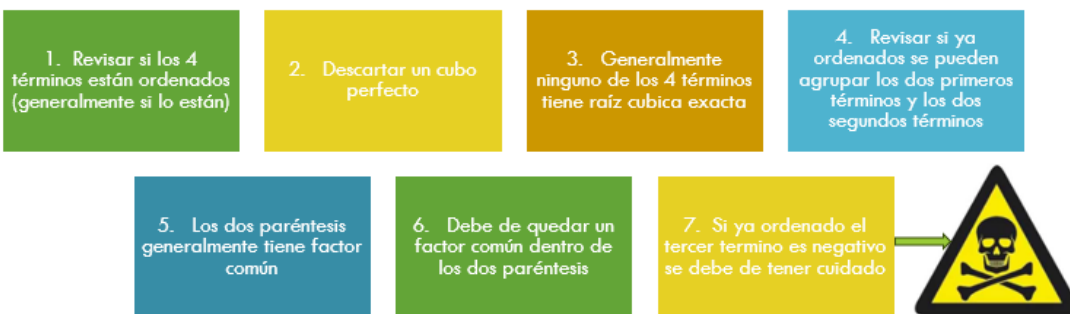 1. Revisar si los 4
términos están ordenados
(generalmente si lo están)
2. Descartar un cubo
perfecto
3. Generalmente
ninguno de los 4 términos
tiene raíz cubica exacta
4. Revisar si ya
ordenados se pueden
agrupar los dos primeros
términos y los dos
segundos términos
5. Los dos paréntesis
generalmente tiene factor
común
6. Debe de quedar un
factor común dentro de
los dos paréntesis
7. Si ya ordenado el
tercer termino es negativo
se debe de tener cuidado